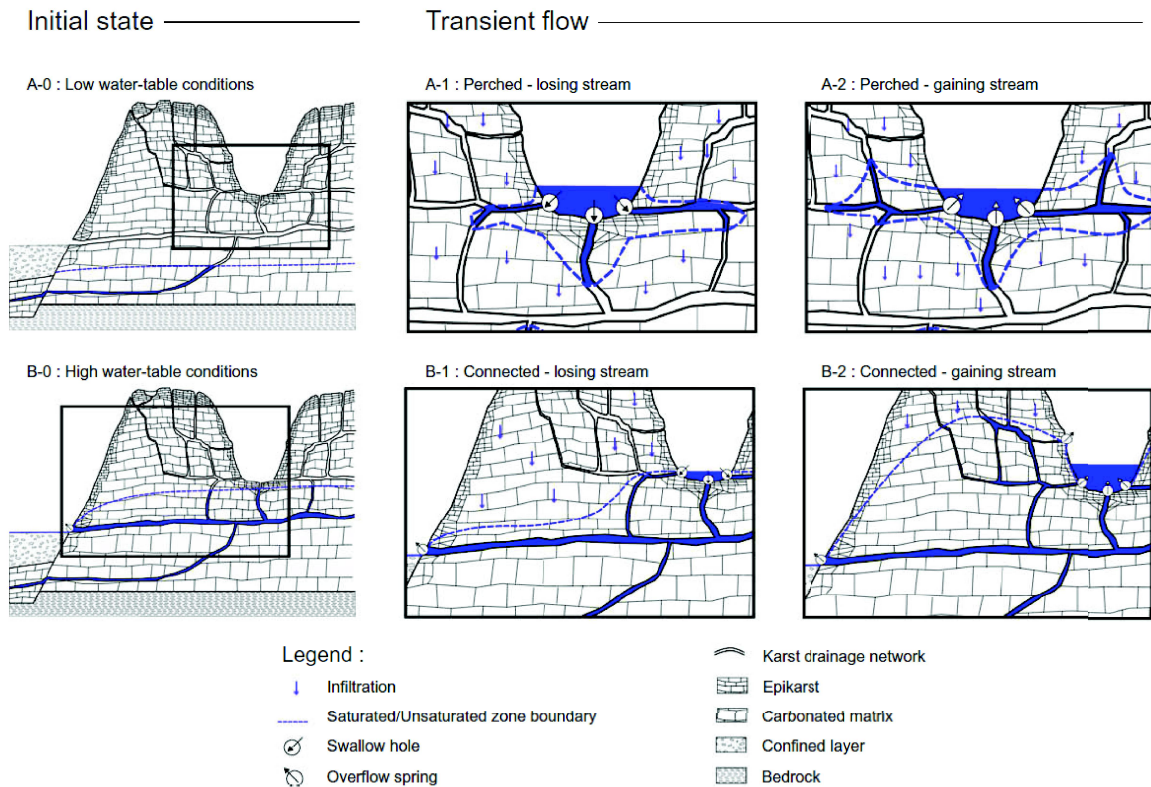 Initial state
Transient flow
A-0 : Low water-table conditions
A-1 : Perched - losing stream
A-2 : Perched - gaining stream
B-0 : High water-table conditions
B-1 : Connected - losing stream
B-2 : Connected - gaining stream
Legend :
Infiltration
Saturated/Unsaturated zone boundary
Swallow hole
Overflow spring
Karst drainage network
Epikarst
Carbonated matrix
Confined layer
Bedrock